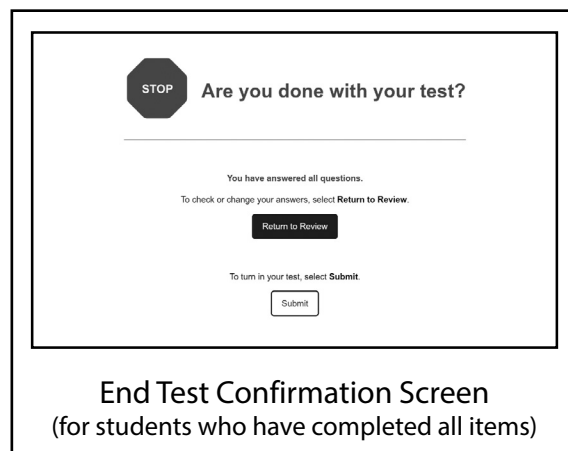 STOP
Are you done with your test?
You have answered all questions.
To check or change your answers, select Return to Review.
Return to Review
To turn in your test, select Submit.
Submit
End Test Confirmation Screen
(for students who have completed all items)